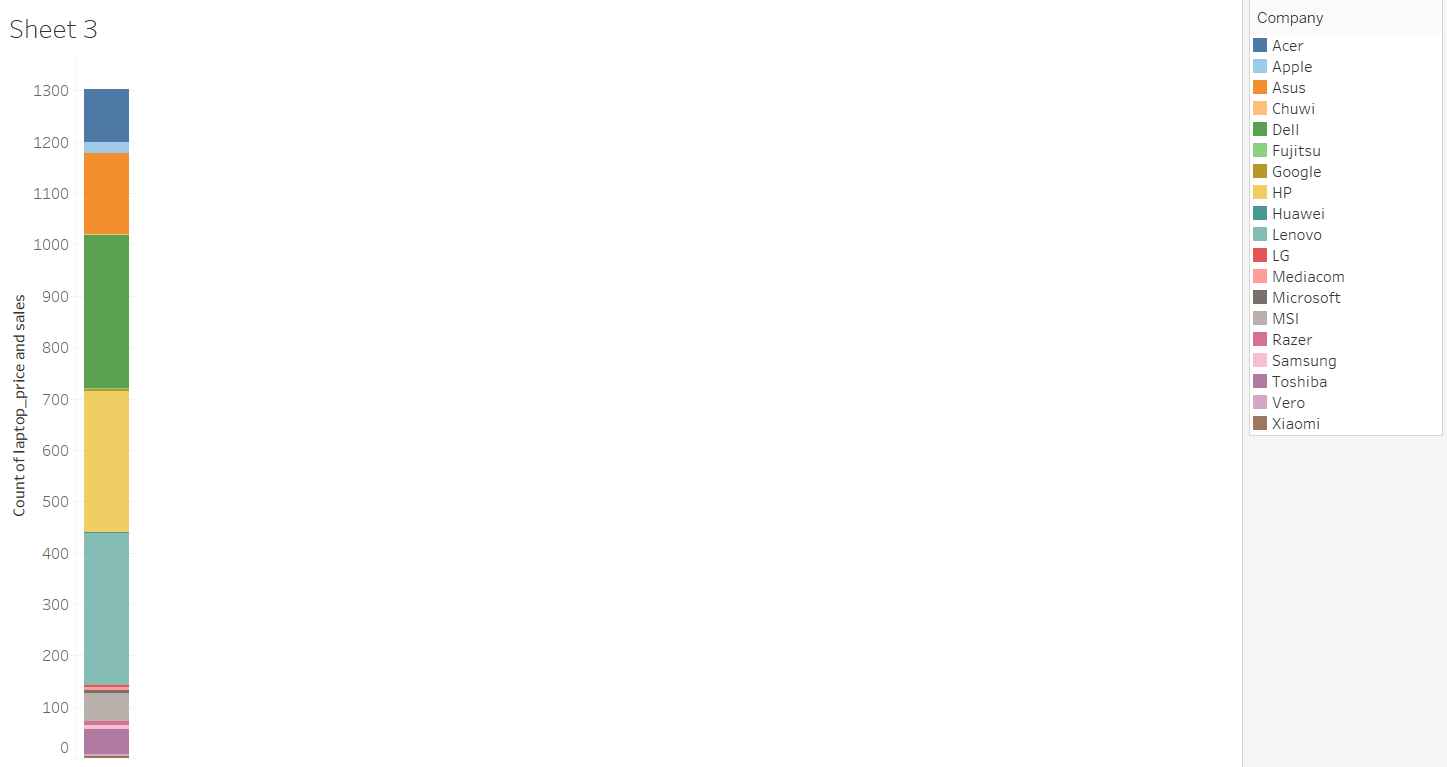 Sheet 3
Count of laptop_price and sales
1300
1200
1100
1000
900
800
700
600
500
400
300
200
100
0
Company
Acer
Apple
Asus
Chuwi
Dell
Fujitsu
Google
HP
Huawei
Lenovo
LG
Mediacom
Microsoft
MSI
Razer
Samsung
Toshiba
Vero
Xiaomi